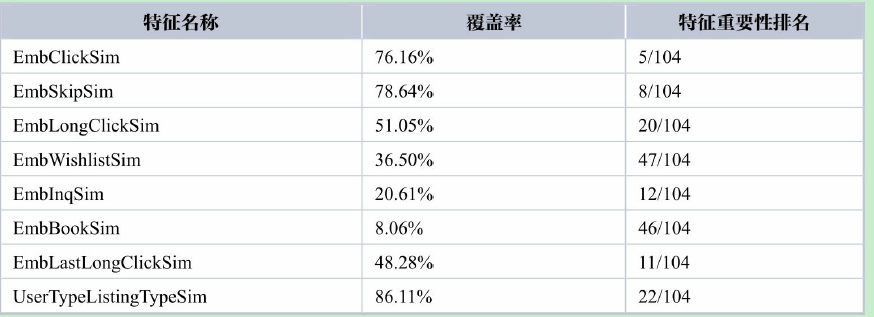 特征名称 覆盖率 特征重要性排名
EmbClickSim 76.16% 5/104
EmbSkipSim 78.64% 8/104
EmbLongClickSim 51.05% 20/104
EmbWishlistSim 36.50% 47/104
EmbInqSim 20.61% 12/104
EmbBookSim 8.06% 46/104
EmbLastLongClickSim 48.28% 11/104
UserTypeListingTypeSim 86.11% 22/104